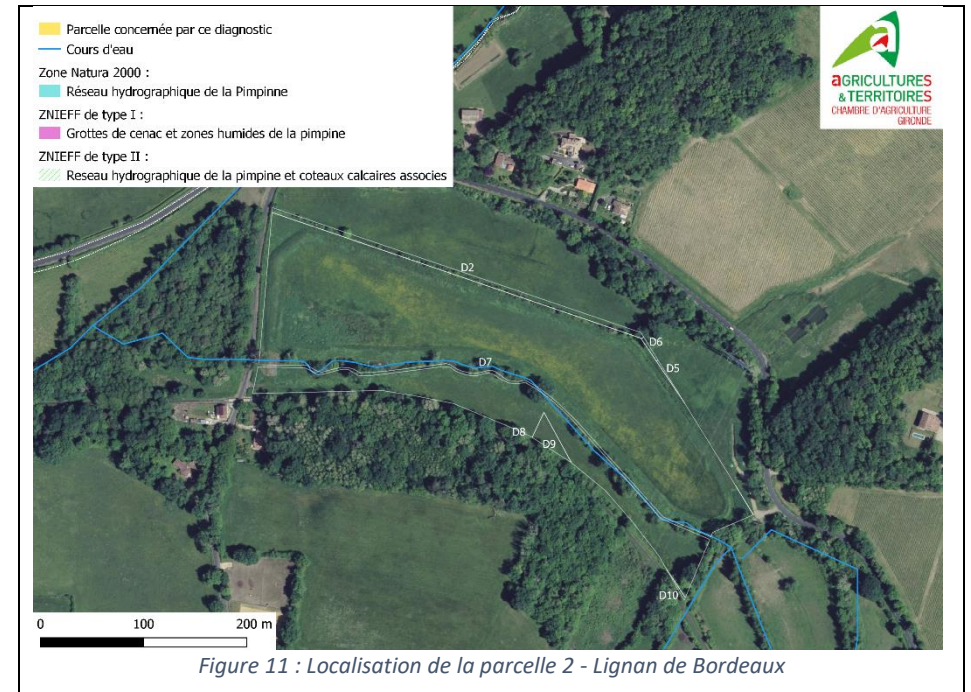 Parcelle concernée par ce diagnostic
Cours d'eau
Zone Natura 2000 :
Réseau hydrographique de la Pimpinne
ZNIEFF de type I :
Grottes de cenac et zones humides de la pimpine
ZNIEFF de type II :
Reseau hydrographique de la pimpine et coteaux calcaires associes
aGRICULTURES
& TERRITOIRES
CHAMBRE D'AGRICULTURE
GIRONDE
D2
D6
D5
D7
D8
D9
D10
0 100 200 m
Figure 11 : Localisation de la parcelle 2 - Lignan de Bordeaux